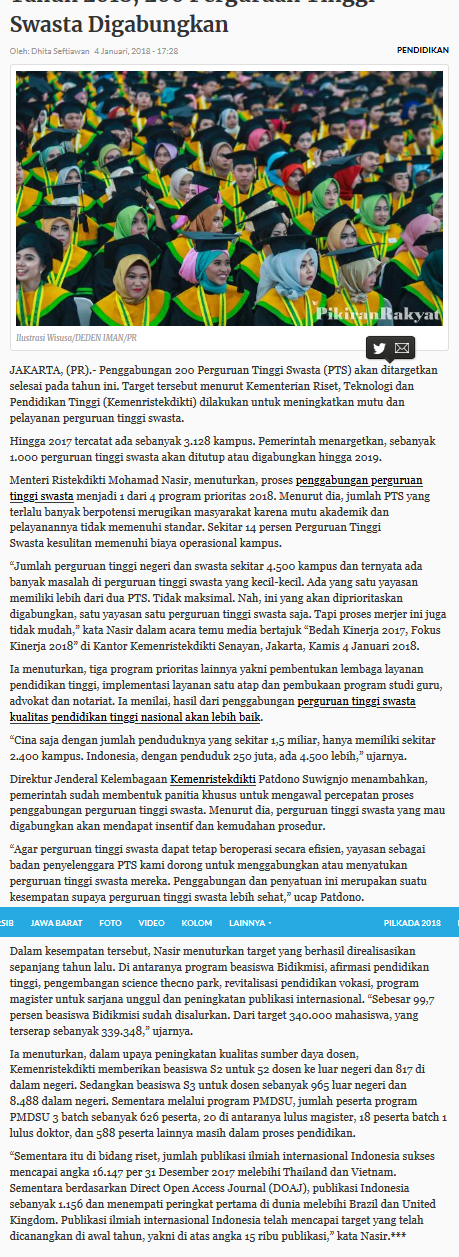 Tahun 2018, 200 Perguruan Tinggi
Swasta Digabungkan
Oleh: Dhita Seftiawan 4 Januari, 2018 - 17:28
PENDIDIKAN
PikiranRakyat
Ilustrasi Wisusa/DEDEN IMAN/PR
JAKARTA, (PR).- Penggabungan 200 Perguruan Tinggi Swasta (PTS) akan ditargetkan
selesai pada tahun ini. Target tersebut menurut Kementerian Riset, Teknologi dan
Pendidikan Tinggi (Kemenristekdikti) dilakukan untuk meningkatkan mutu dan
pelayanan perguruan tinggi swasta.
Hingga 2017 tercatat ada sebanyak 3.128 kampus. Pemerintah menargetkan, sebanyak
1.000 perguruan tinggi swasta akan ditutup atau digabungkan hingga 2019.
Menteri Ristekdikti Mohamad Nasir, menuturkan, proses penggabungan perguruan
tinggi swasta menjadi 1 dari 4 program prioritas 2018. Menurut dia, jumlah PTS yang
terlalu banyak berpotensi merugikan masyarakat karena mutu akademik dan
pelayanannya tidak memenuhi standar. Sekitar 14 persen Perguruan Tinggi
Swasta kesulitan memenuhi biaya operasional kampus.
“Jumlah perguruan tinggi negeri dan swasta sekitar 4.500 kampus dan ternyata ada
banyak masalah di perguruan tinggi swasta yang kecil-kecil. Ada yang satu yayasan
memiliki lebih dari dua PTS. Tidak maksimal. Nah, ini yang akan diprioritaskan
digabungkan, satu yayasan satu perguruan tinggi swasta saja. Tapi proses merjer ini juga
tidak mudah,” kata Nasir dalam acara temu media bertajuk “Bedah Kinerja 2017, Fokus
Kinerja 2018” di Kantor Kemenristekdikti Senayan, Jakarta, Kamis 4 Januari 2018.
Ia menuturkan, tiga program prioritas lainnya yakni pembentukan lembaga layanan
pendidikan tinggi, implementasi layanan satu atap dan pembukaan program studi guru,
advokat dan notariat. Ia menilai, hasil dari penggabungan perguruan tinggi swasta
kualitas pendidikan tinggi nasional akan lebih baik.
“Cina saja dengan jumlah penduduknya yang sekitar 1,5 miliar, hanya memiliki sekitar
2.400 kampus. Indonesia, dengan penduduk 250 juta, ada 4.500 lebih,” ujarnya.
Direktur Jenderal Kelembagaan Kemenristekdikti Patdono Suwignjo menambahkan,
pemerintah sudah membentuk panitia khusus untuk mengawal percepatan proses
penggabungan perguruan tinggi swasta. Menurut dia, perguruan tinggi swasta yang mau
digabungkan akan mendapat insentif dan kemudahan prosedur.
“Agar perguruan tinggi swasta dapat tetap beroperasi secara efisien, yayasan sebagai
badan penyelenggara PTS kami dorong untuk menggabungkan atau menyatukan
perguruan tinggi swasta mereka. Penggabungan dan penyatuan ini merupakan suatu
kesempatan supaya perguruan tinggi swasta lebih sehat,” ucap Patdono.
RSIB JAWA BARAT FOTO VIDEO KOLOM LAINNYA PILKADA 2018
Dalam kesempatan tersebut, Nasir menuturkan target yang berhasil direalisasikan
sepanjang tahun lalu. Di antaranya program beasiswa Bidikmisi, afirmasi pendidikan
tinggi, pengembangan science thecno park, revitalisasi pendidikan vokasi, program
magister untuk sarjana unggul dan peningkatan publikasi internasional. “Sebesar 99,7
persen beasiswa Bidikmisi sudah disalurkan. Dari target 340.000 mahasiswa, yang
terserap sebanyak 339.348,” ujarnya.
Ia menuturkan, dalam upaya peningkatan kualitas sumber daya dosen,
Kemenristekdikti memberikan beasiswa S2 untuk 52 dosen ke luar negeri dan 817 di
dalam negeri. Sedangkan beasiswa S3 untuk dosen sebanyak 965 luar negeri dan
8.488 dalam negeri. Sementara melalui program PMDSU, jumlah peserta program
PMDSU 3 batch sebanyak 626 peserta, 20 di antaranya lulus magister, 18 peserta batch 1
lulus doktor, dan 588 peserta lainnya masih dalam proses pendidikan.
“Sementara itu di bidang riset, jumlah publikasi ilmiah internasional Indonesia sukses
mencapai angka 16.147 per 31 Desember 2017 melebihi Thailand dan Vietnam.
Sementara berdasarkan Direct Open Access Journal (DOAJ), publikasi Indonesia
sebanyak 1.156 dan menempati peringkat pertama di dunia melebihi Brazil dan United
Kingdom. Publikasi ilmiah internasional Indonesia telah mencapai target yang telah
dicanangkan di awal tahun, yakni di atas angka 15 ribu publikasi,” kata Nasir.***